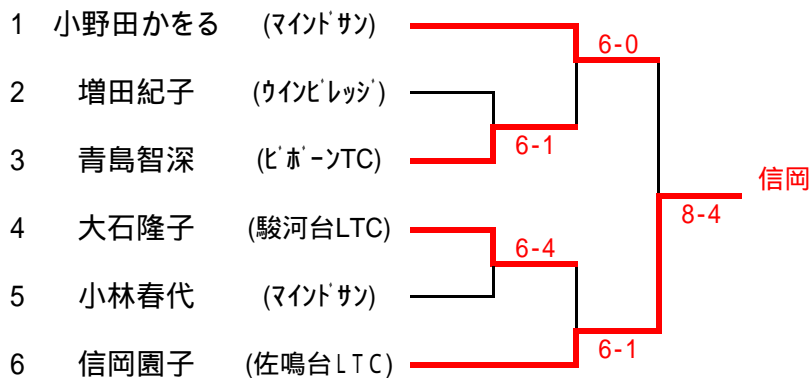 1 小野田かをる (ﾏｲﾝﾄﾞｻﾝ)
6-0
2 増田紀子 (ｳｲﾝﾋﾞﾚｯｼﾞ)
6-1
3 青島智深 (ﾋﾟﾎﾞｰﾝTC)
信岡
8-4
4 大石隆子 (駿河台LTC)
6-4
5 小林春代 (ﾏｲﾝﾄﾞｻﾝ)
6-1
6 信岡園子 (佐鳴台ＬＴＣ)